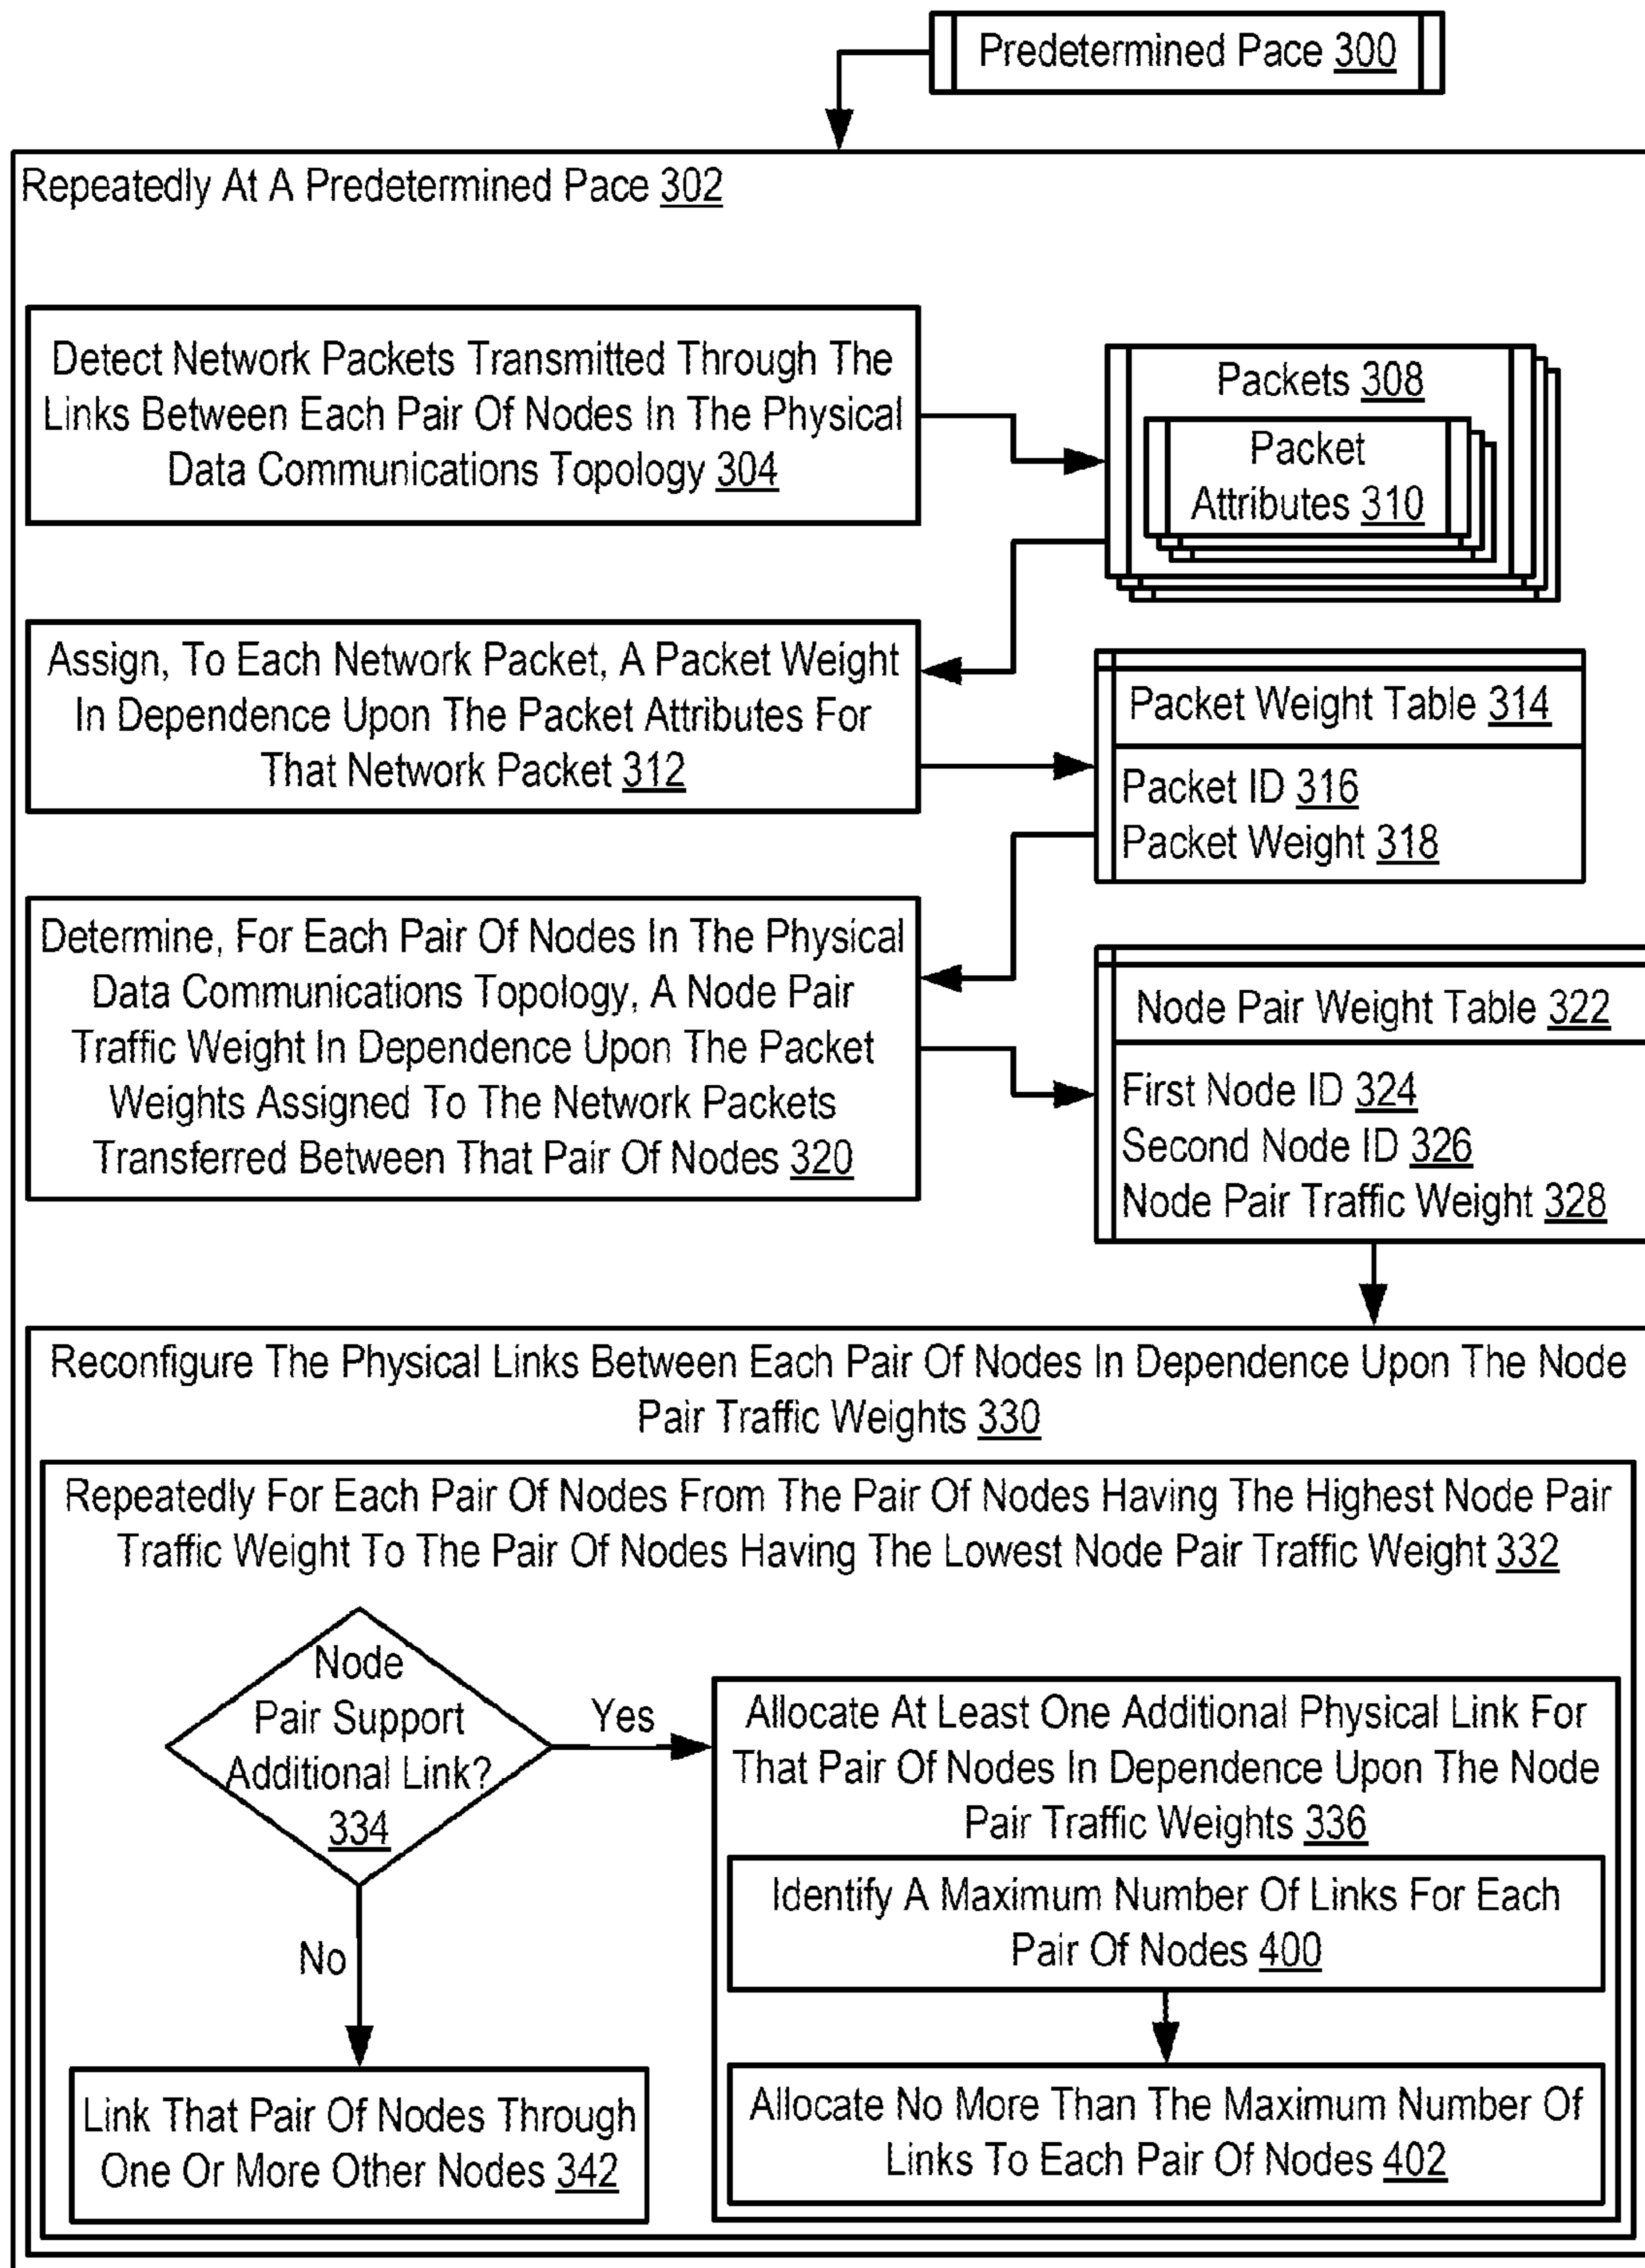 Predetermined Pace 300
Repeatedly At A Predetermined Pace 302
Detect Network Packets Transmitted Through The
Links Between Each Pair Of Nodes In The Physical
Data Communications Topology 304
Packets 308
Packet
Attributes 310
Assign, To Each Network Packet, A Packet Weight
In Dependence Upon The Packet Attributes For
That Network Packet 312
Packet Weight Table 314
Packet ID 316
Packet Weight 318
Determine, For Each Pair Of Nodes In The Physical
Data Communications Topology, A Node Pair
Traffic Weight In Dependence Upon The Packet
Weights Assigned To The Network Packets
Transferred Between That Pair Of Nodes 320
Node Pair Weight Table 322
First Node ID 324
Second Node ID 326
Node Pair Traffic Weight 328
Reconfigure The Physical Links Between Each Pair Of Nodes In Dependence Upon The Node
Pair Traffic Weights 330
Repeatedly For Each Pair Of Nodes From The Pair Of Nodes Having The Highest Node Pair
Traffic Weight To The Pair Of Nodes Having The Lowest Node Pair Traffic Weight 332
Node
Pair Support
Additional Link?
334
Yes
No
Allocate At Least One Additional Physical Link For
That Pair Of Nodes In Dependence Upon The Node
Pair Traffic Weights 336
Identify A Maximum Number Of Links For Each
Pair Of Nodes 400
Allocate No More Than The Maximum Number Of
Links To Each Pair Of Nodes 402
Link That Pair Of Nodes Through
One Or More Other Nodes 342